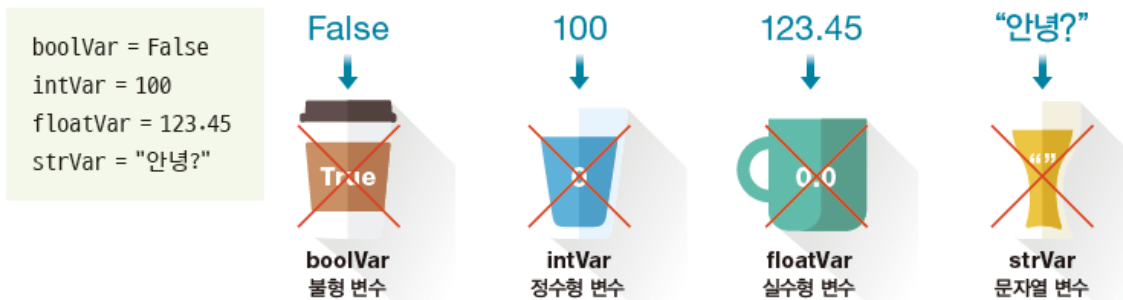 boolVar = False
intVar = 100
floatVar = 123.45
strVar = "안녕?"
False
100
123.45
“안녕?”
True
0
0.0
“”
boolVar
불형 변수
intVar
정수형 변수
floatVar
실수형 변수
strVar
문자열 변수